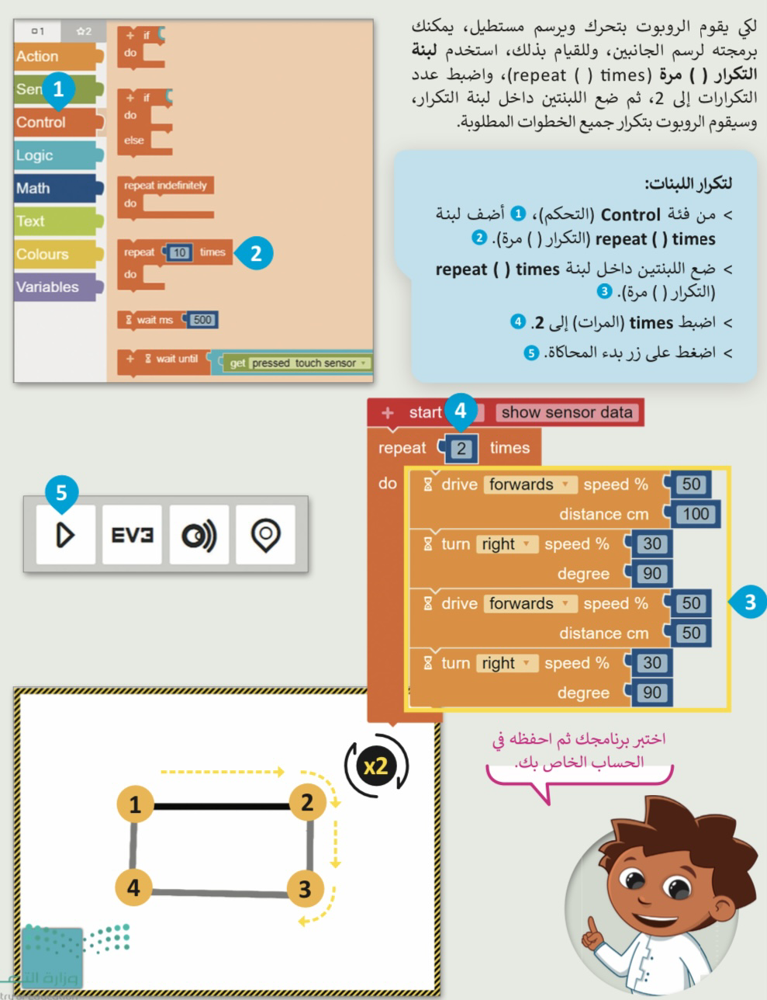 لكي يقوم الروبوت بتحرك ويرسم مستطيل، يمكنك
برمجته لرسم الجانبين، وللقيام بذلك، استخدم لبنة
التكرار ( ) مرة (repeat ( ) times)، واضبط عدد
التكرارات إلى 2، ثم ضع اللبنتين داخل لبنة التكرار،
وسيقوم الروبوت بتكرار جميع الخطوات المطلوبة.
لتكرار اللبنات:
> من فئة Control (التحكم)، 1 أضف لبنة
repeat ( ) times (التكرار ( ) مرة). 2
> ضع اللبنتين داخل لبنة repeat ( ) times
(التكرار ( ) مرة). 3
> اضبط times (المرات) إلى 2. 4
> اضغط على زر بدء المحاكاة. 5
1 2
Action
Sen 1
Control
Logic
Math
Text
Colours
Variables
+ if
do
+ if
do
else
repeat indefinitely
do
repeat 10 times 2
do
wait ms 500
+ wait until get pressed touch sensor
+ start 4 show sensor data
repeat 2 times
do drive forwards speed % 50
distance cm 100
turn right speed % 30
degree 90
drive forwards speed % 50
3
distance cm 50
turn right speed % 30
degree 90
5
EV3
x2
1 2
4 3
اختبر برنامجك ثم احفظه في
الحساب الخاص بك.